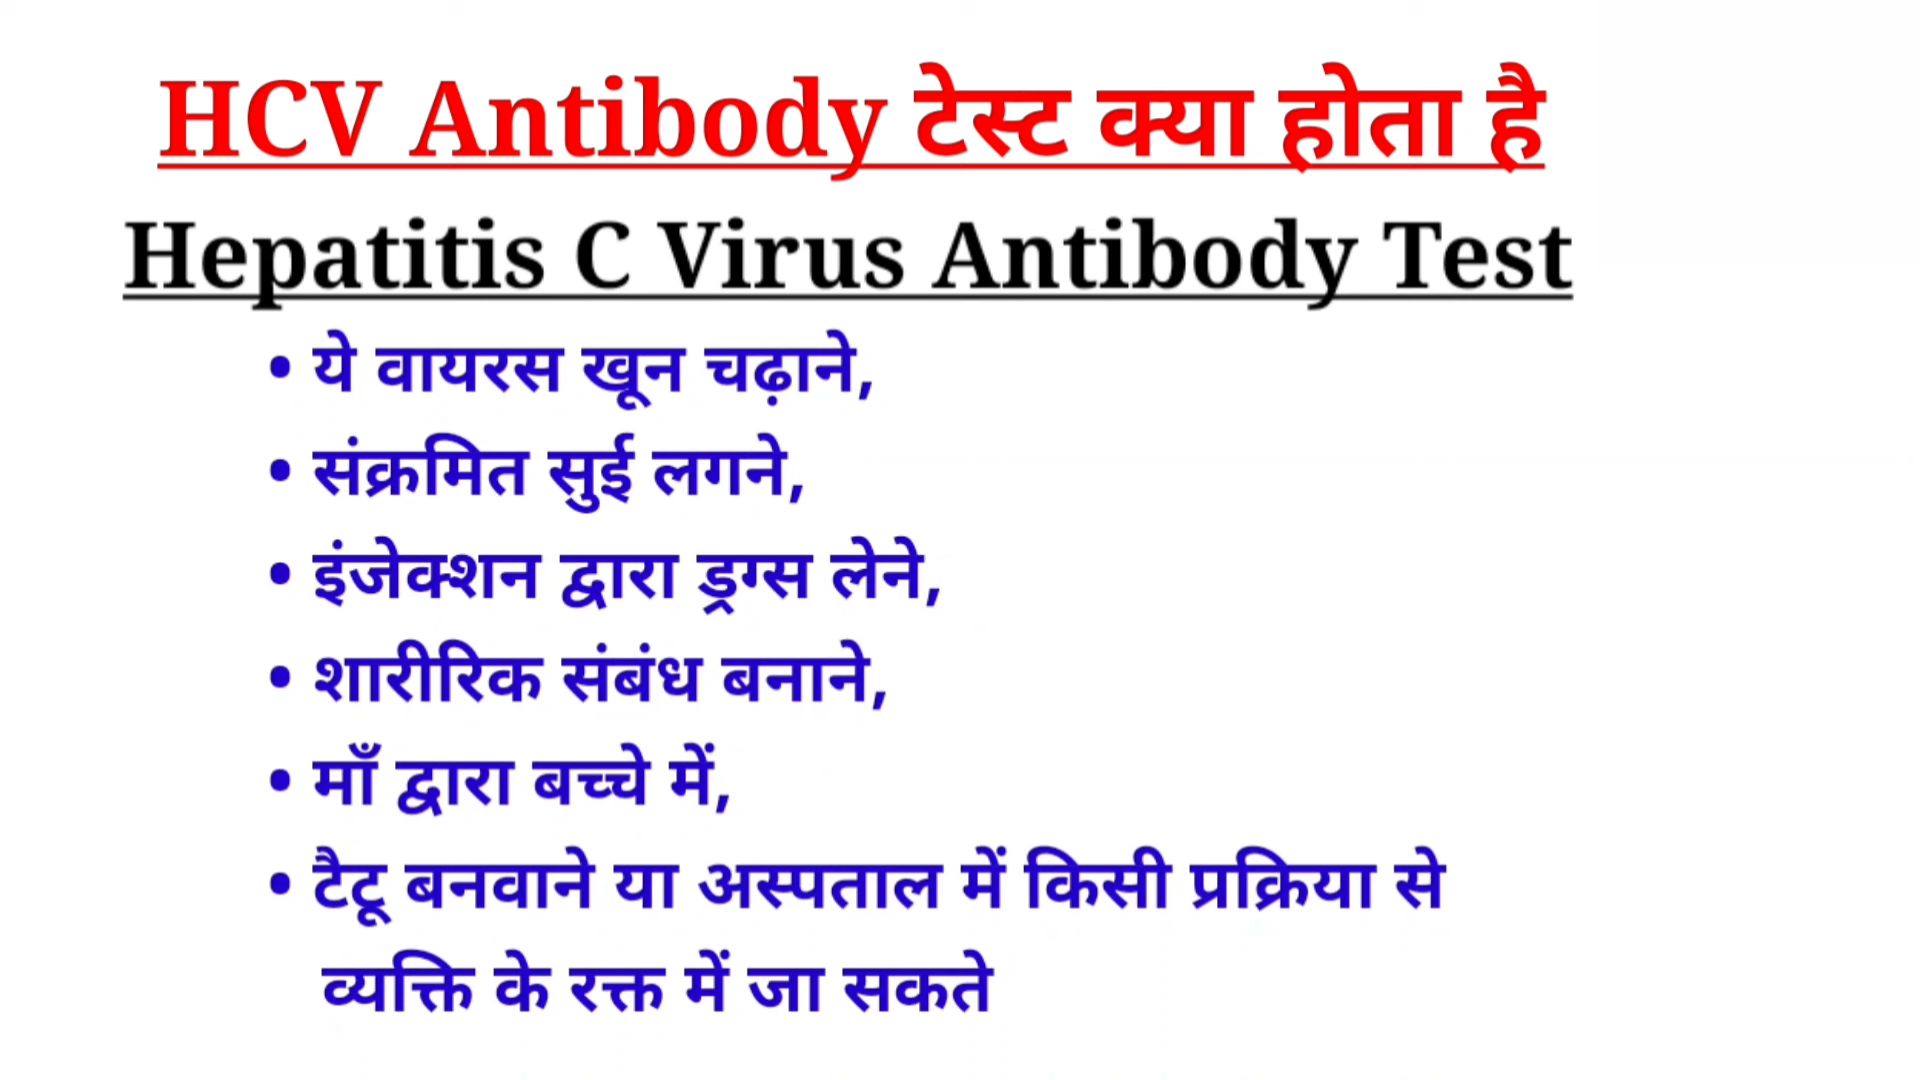 HCV Antibody टेस्ट क्या होता है
Hepatitis C Virus Antibody Test
• ये वायरस खून चढ़ाने,
• संक्रमित सुई लगने,
• इंजेक्शन द्वारा ड्रग्स लेने,
• शारीरिक संबंध बनाने,
• माँ द्वारा बच्चे में,
• टैटू बनवाने या अस्पताल में किसी प्रक्रिया से
व्यक्ति के रक्त में जा सकते